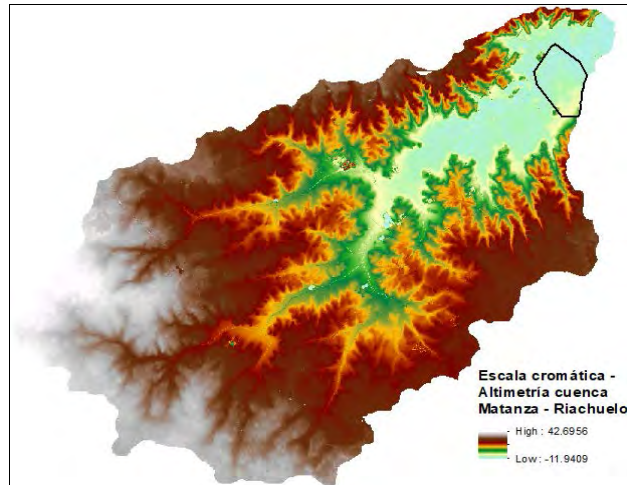 Escala cromática -
Altimetría cuenca
Matanza - Riachuelo
High : 42.6956
Low : -11.9409